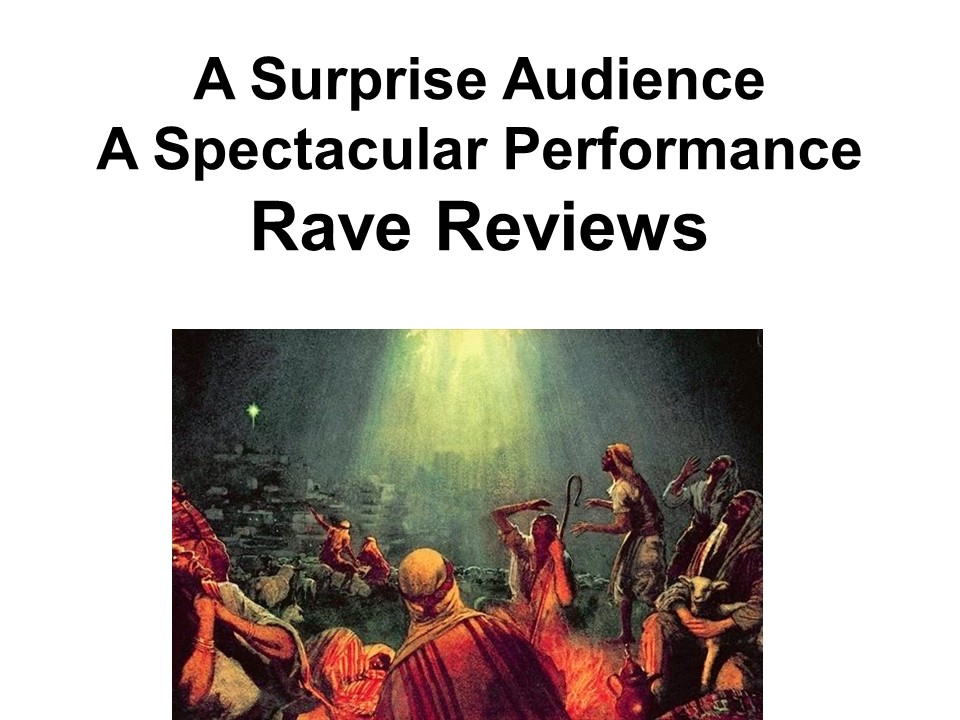 A Surprise Audience
A Spectacular Performance
Rave Reviews